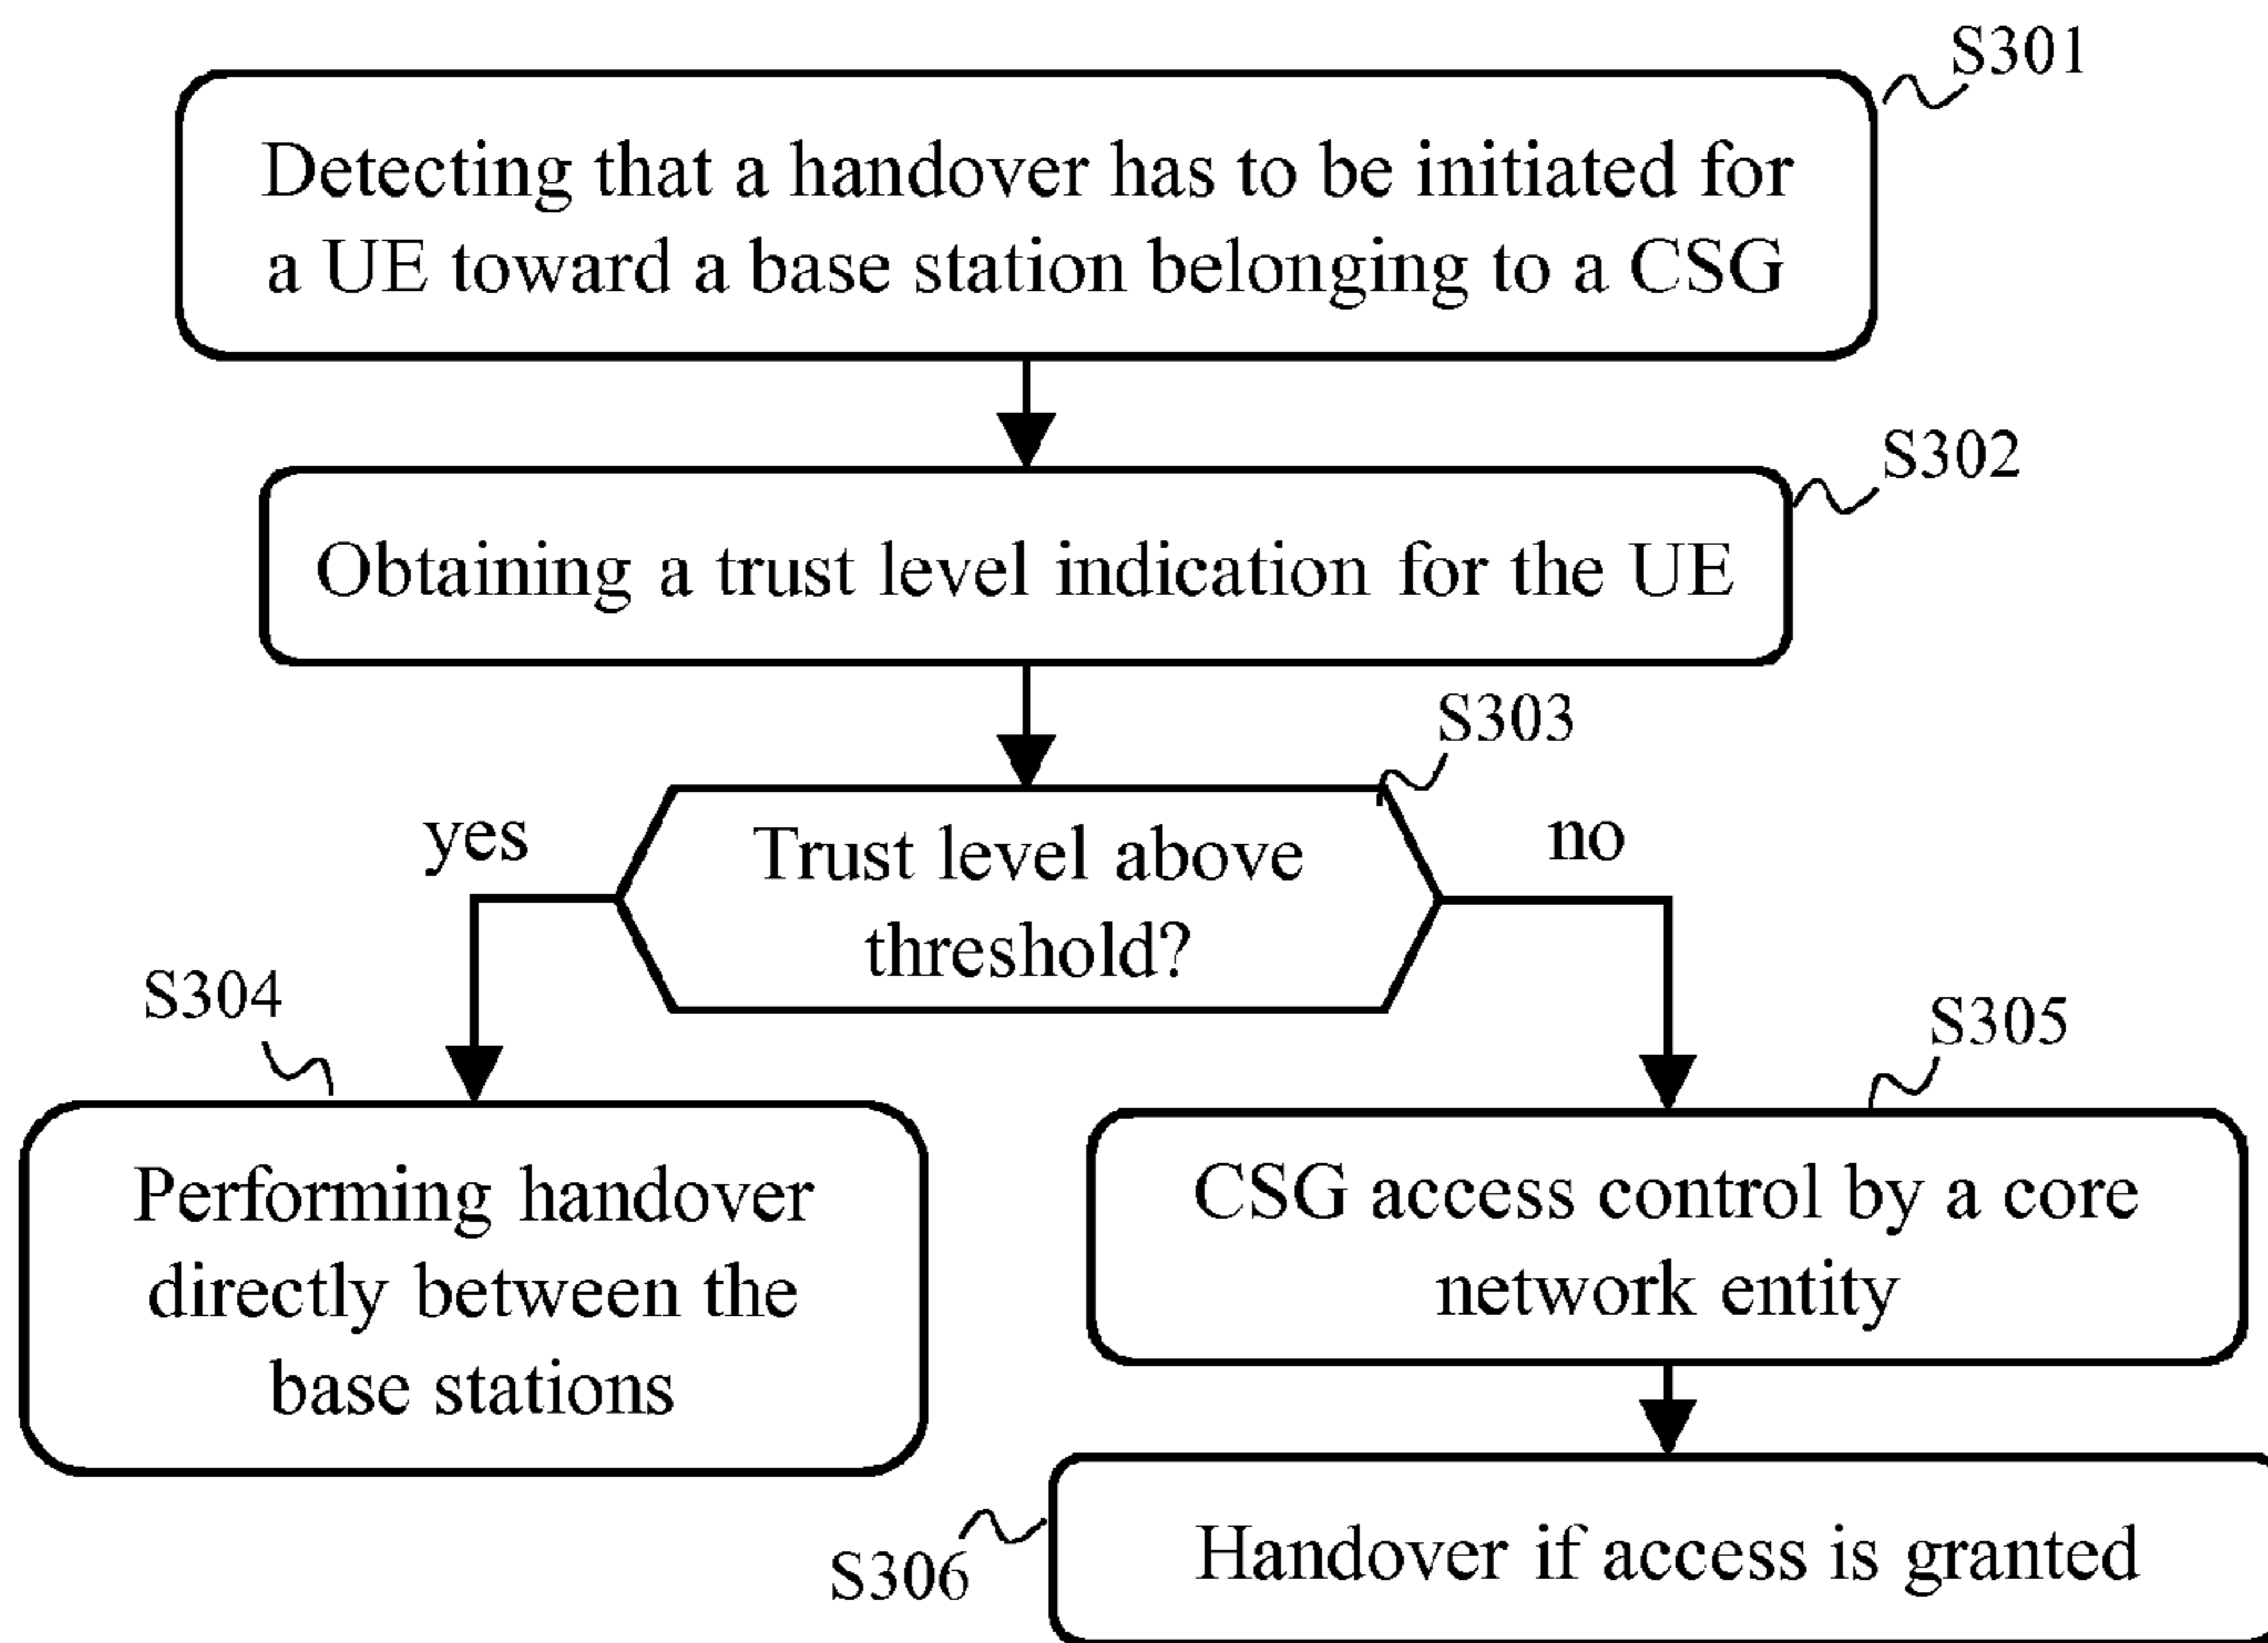 S301
Detecting that a handover has to be initiated for
a UE toward a base station belonging to a CSG
S302
Obtaining a trust level indication for the UE
S303
yes
Trust level above
threshold?
no
S304
Performing handover
directly between the
base stations
S305
CSG access control by a core
network entity
S306
Handover if access is granted